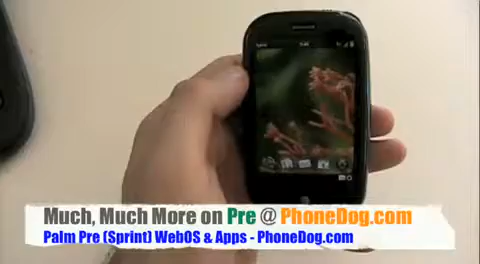 Much, Much More on Pre @ PhoneDog.com
Palm Pre (Sprint) WebOS & Apps - PhoneDog.com